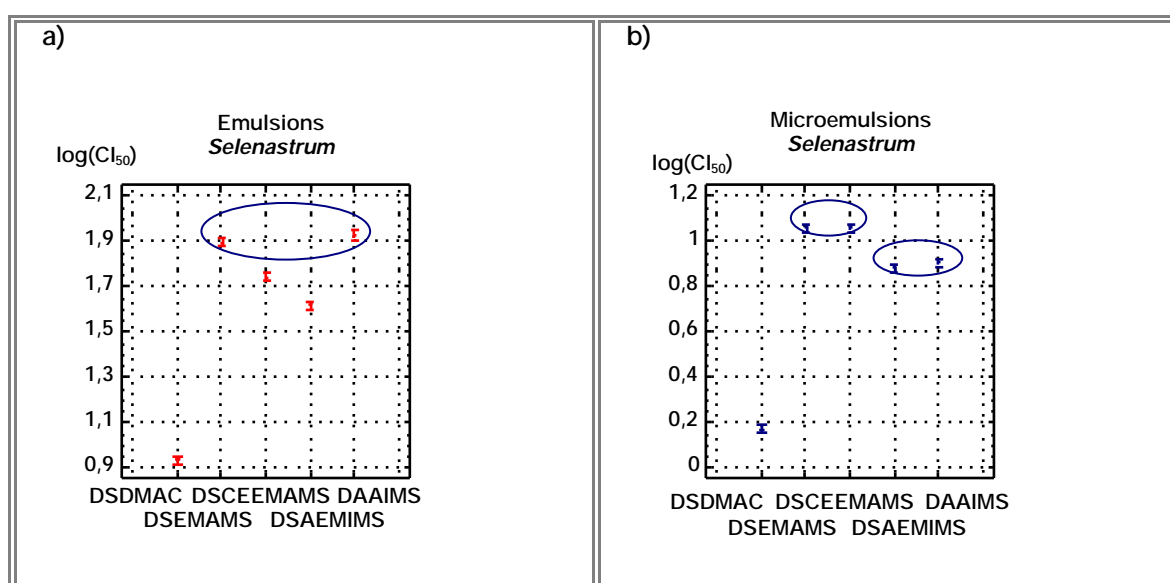 a)
Emulsions
Selenastrum
log(CI₅₀)
2,1
1,9
1,7
1,5
1,3
1,1
0,9
DSDMAC DSCEEMAMS DAAIMS
DSEMAMS DSAEMIMS
b)
Microemulsions
Selenastrum
log(CI₅₀)
1,2
1
0,8
0,6
0,4
0,2
0
DSDMAC DSCEEMAMS DAAIMS
DSEMAMS DSAEMIMS